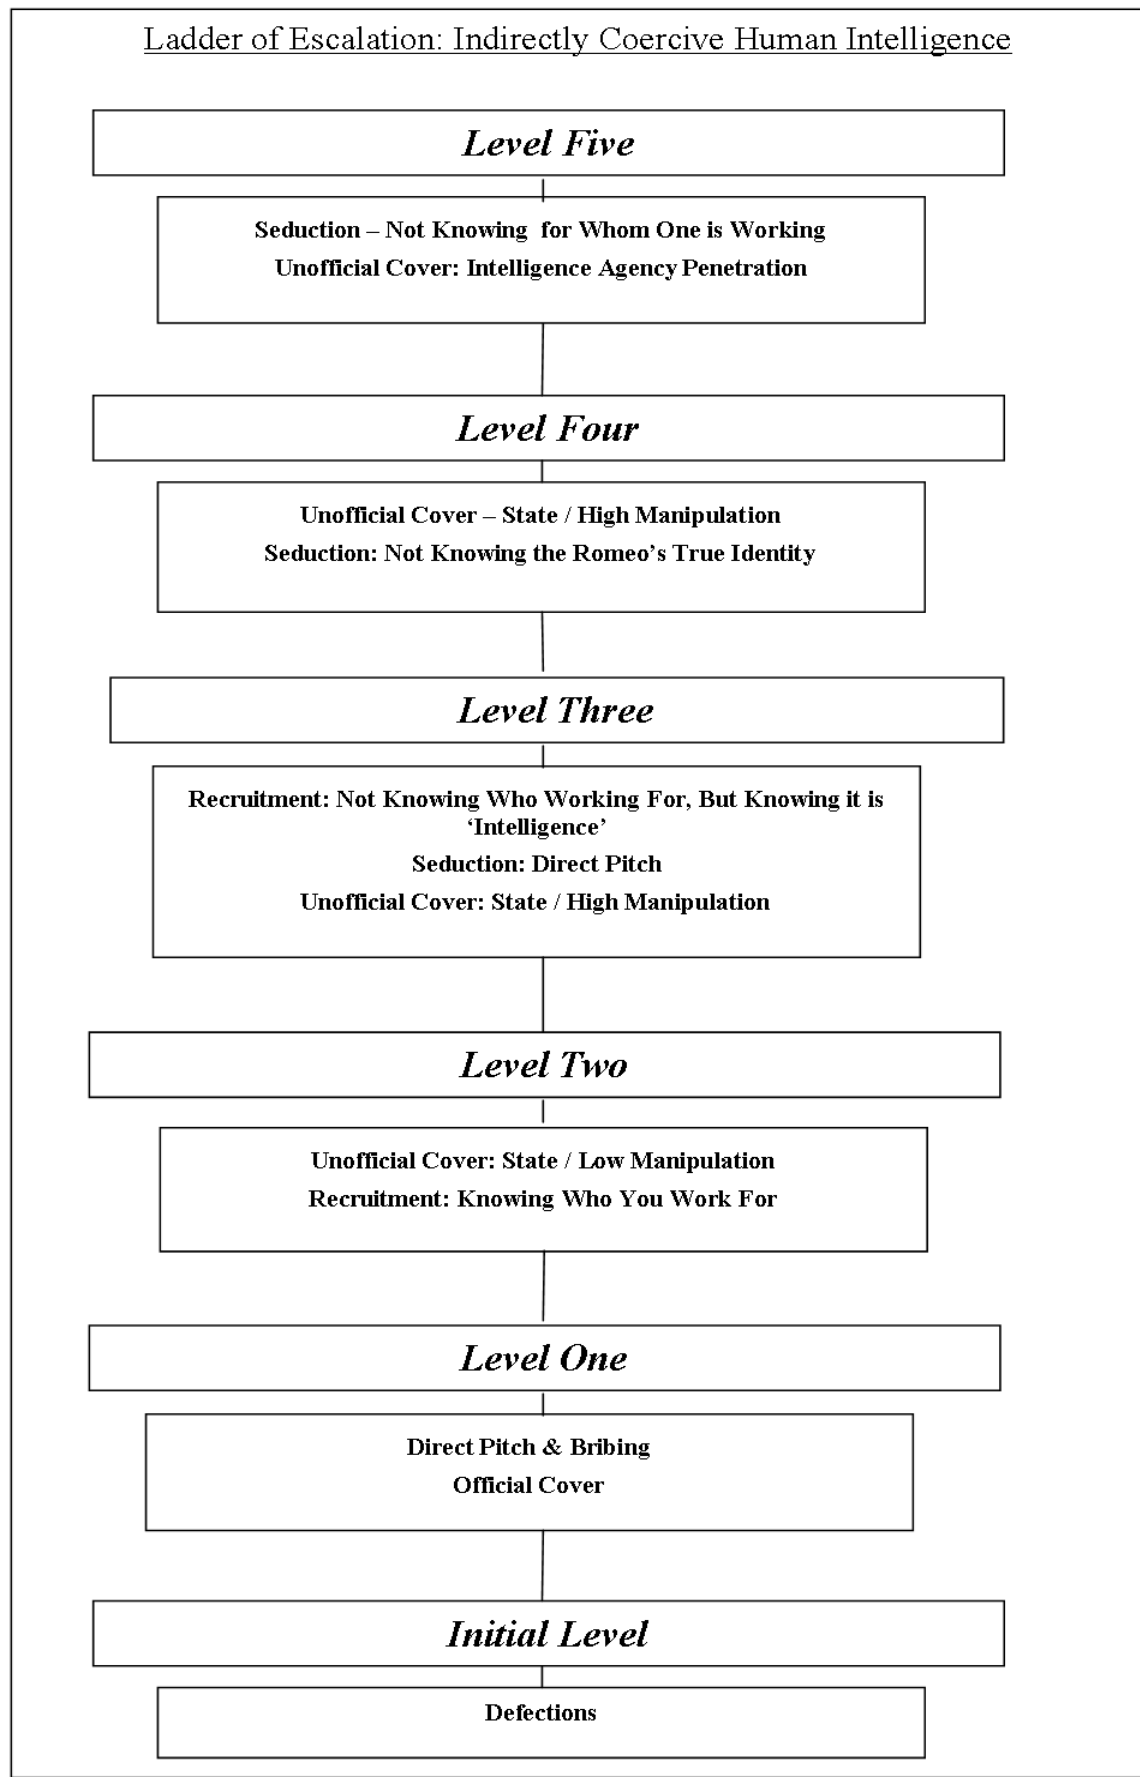 Ladder of Escalation: Indirectly Coercive Human Intelligence
Level Five
Seduction – Not Knowing for Whom One is Working
Unofficial Cover: Intelligence Agency Penetration
Level Four
Unofficial Cover – State / High Manipulation
Seduction: Not Knowing the Romeo’s True Identity
Level Three
Recruitment: Not Knowing Who Working For, But Knowing it is
‘Intelligence’
Seduction: Direct Pitch
Unofficial Cover: State / High Manipulation
Level Two
Unofficial Cover: State / Low Manipulation
Recruitment: Knowing Who You Work For
Level One
Direct Pitch & Bribing
Official Cover
Initial Level
Defections